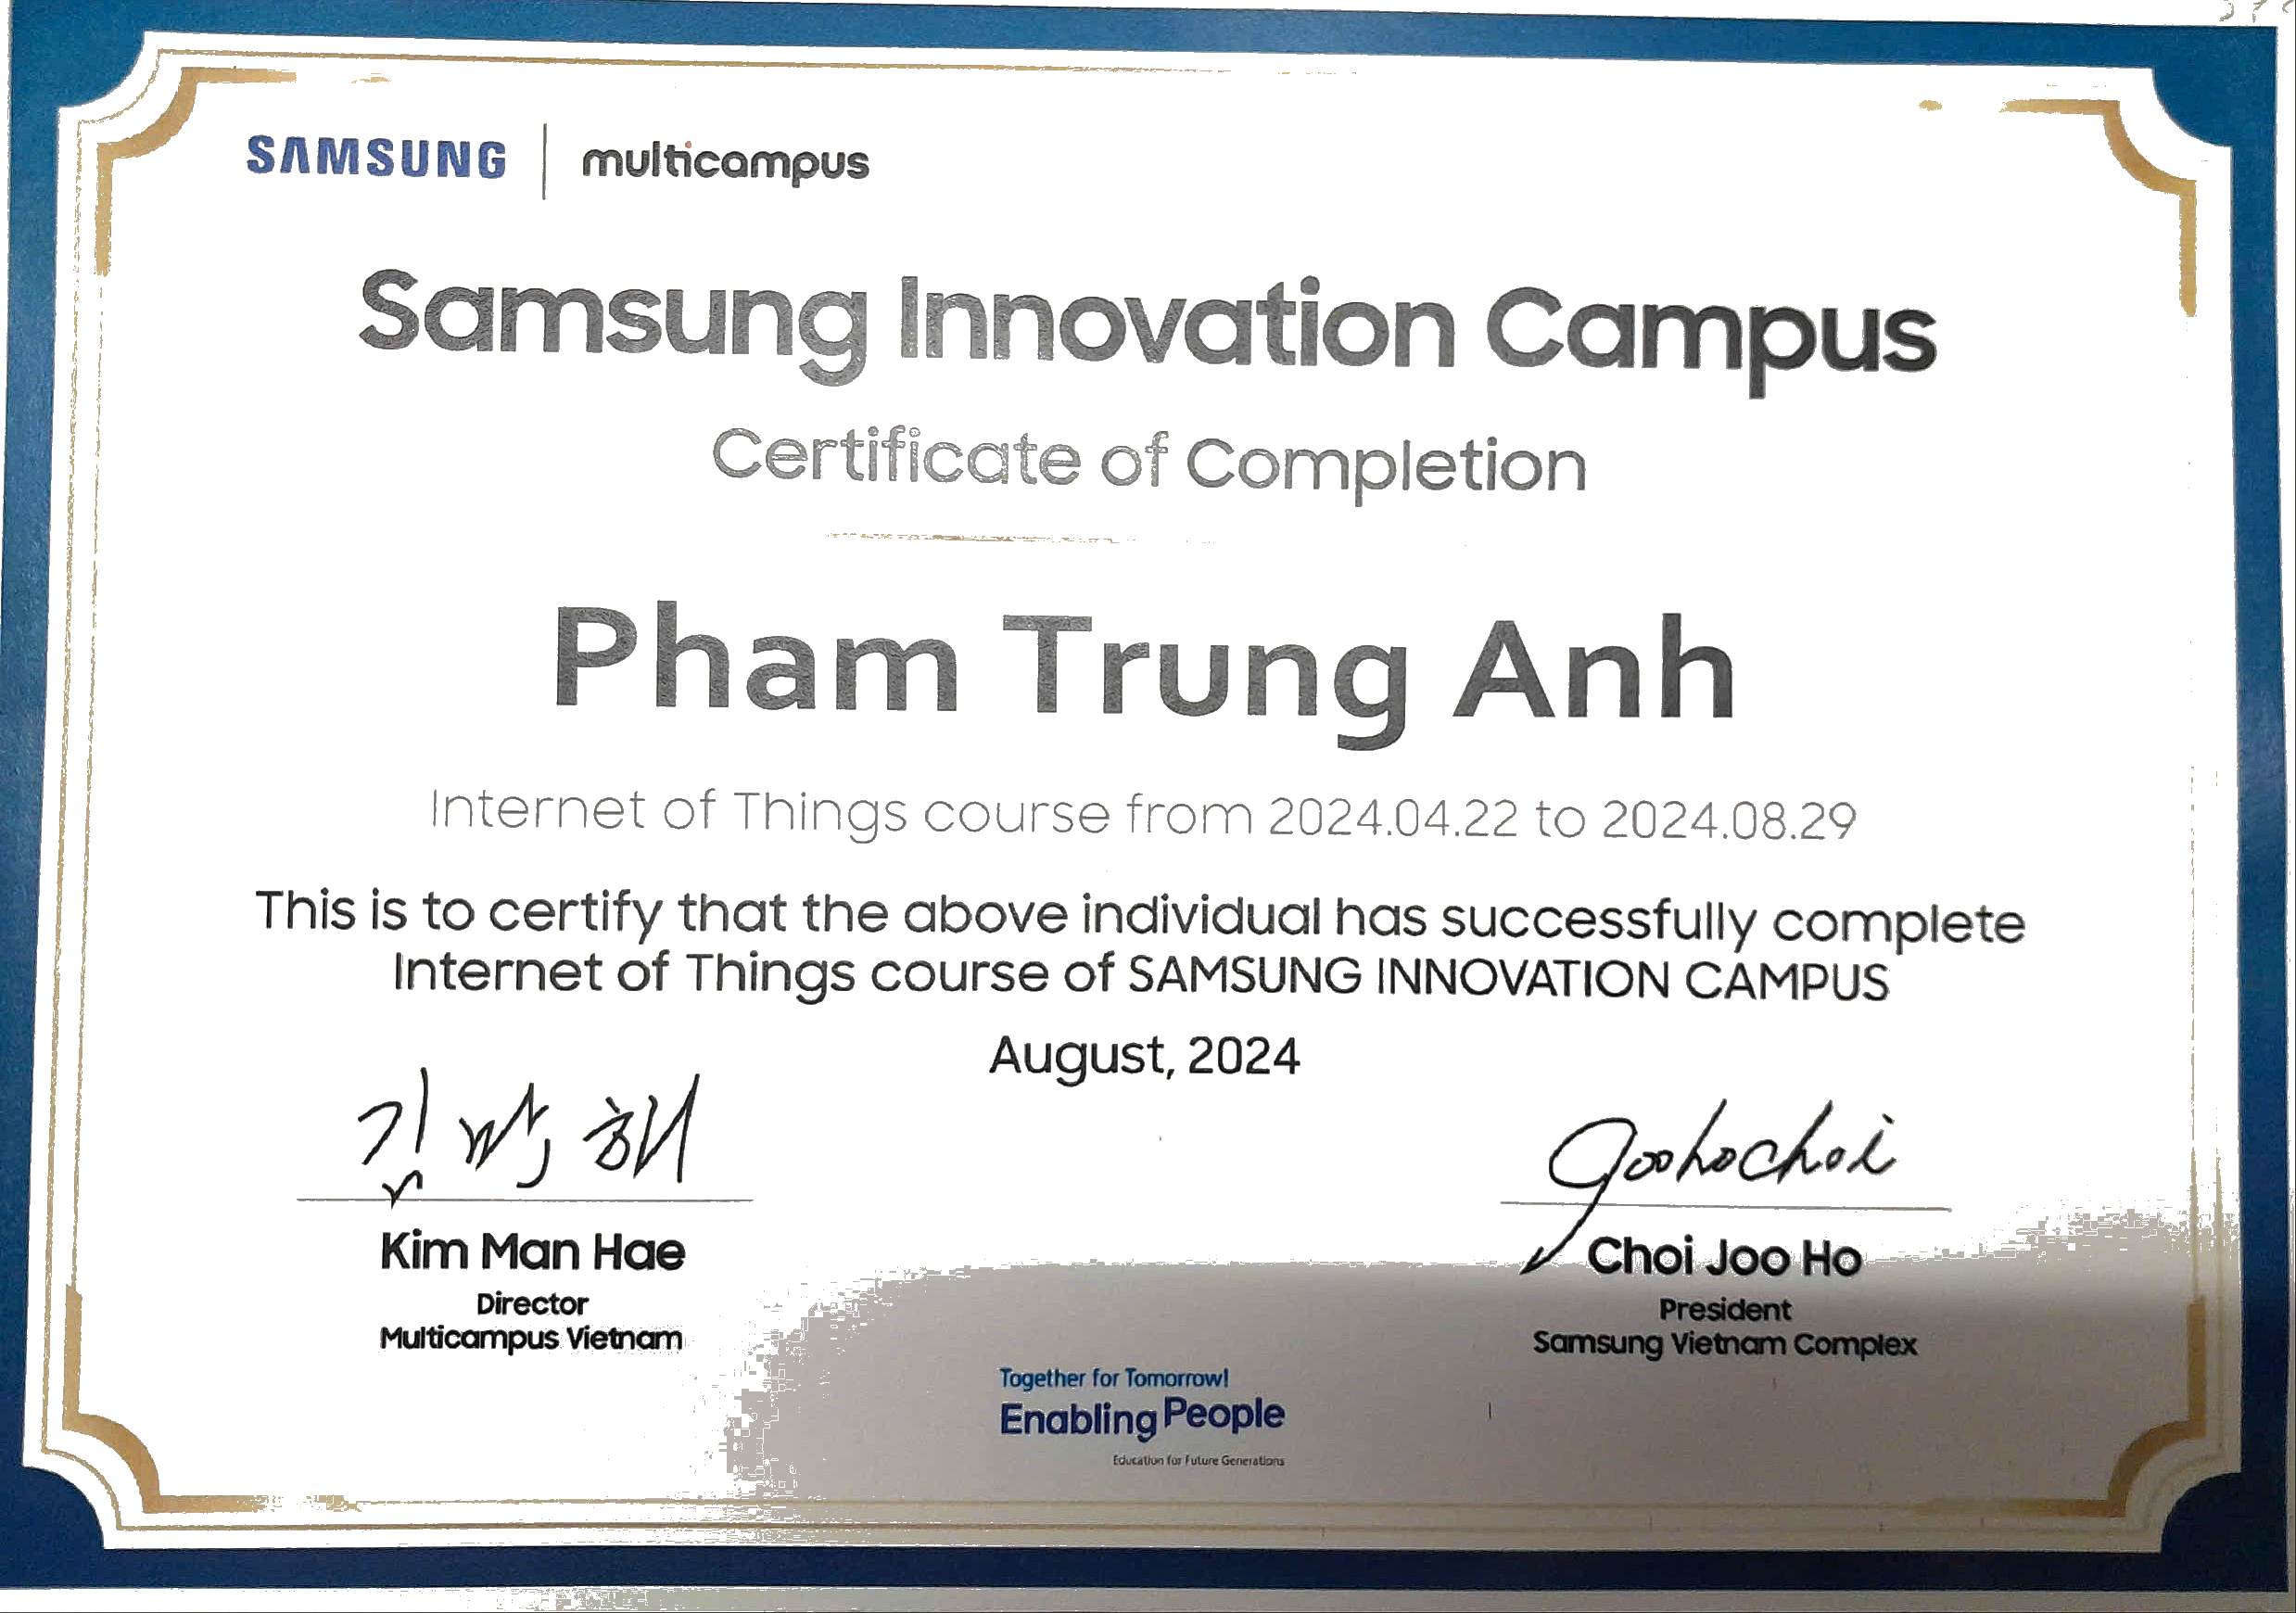 SAMSUNG | multicampus
Samsung Innovation Campus
Certificate of Completion
Pham Trung Anh
Internet of Things course from 2024.04.22 to 2024.08.29
This is to certify that the above individual has successfully complete
Internet of Things course of SAMSUNG INNOVATION CAMPUS
August, 2024
Joohochoi
Kim Man Hae
Director
Multicampus Vietnam
Choi Joo Ho
President
Samsung Vietnam Complex
Together for Tomorrow!
Enabling People
Education for Future Generations